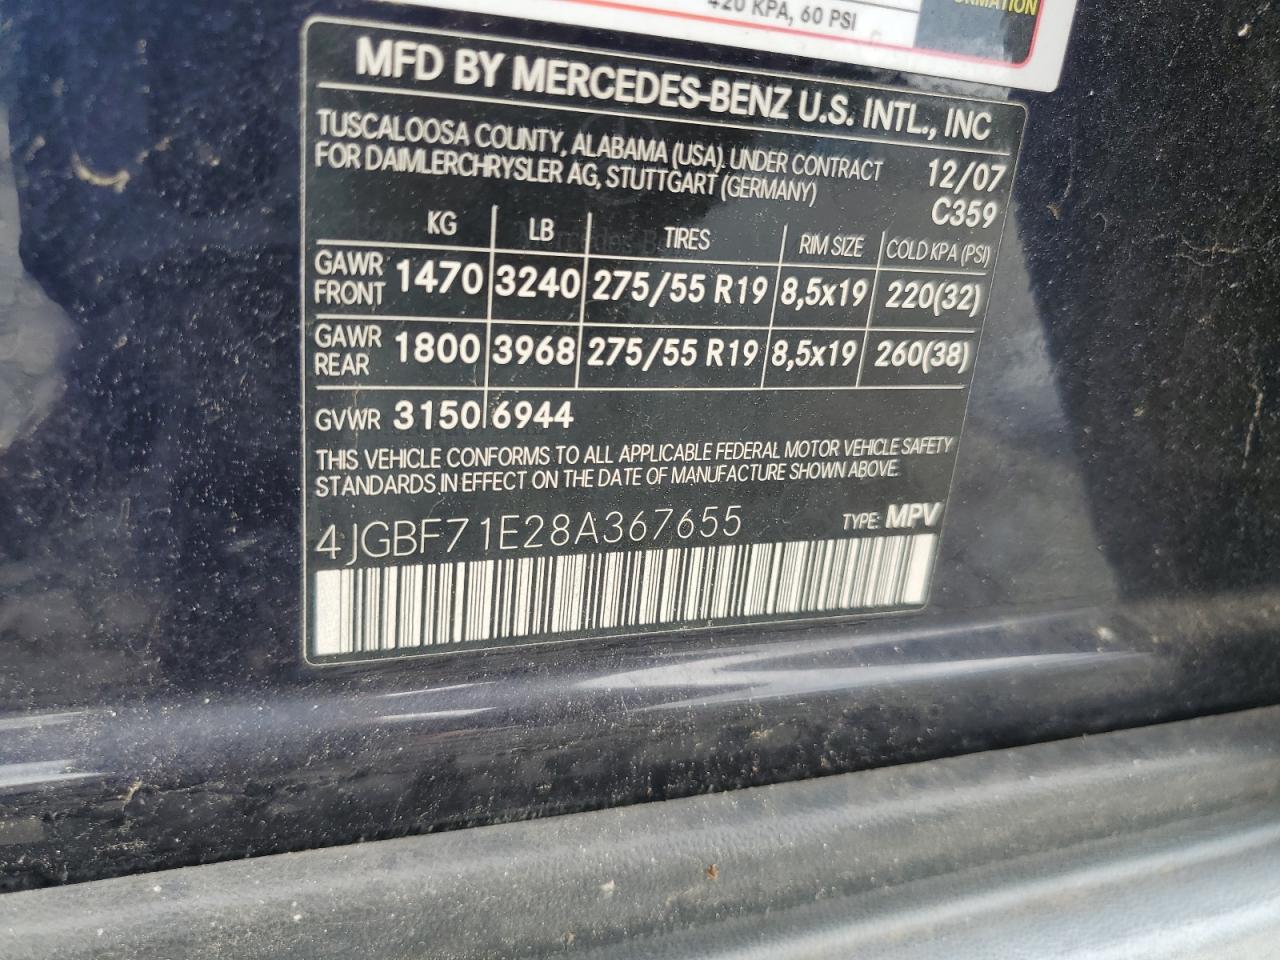 420 KPA, 60 PSI
MFD BY MERCEDES-BENZ U.S. INTL., INC
TUSCALOOSA COUNTY, ALABAMA (USA). UNDER CONTRACT
FOR DAIMLERCHRYSLER AG, STUTTGART (GERMANY)
12/07
C359
KG LB TIRES RIM SIZE COLD KPA (PSI)
GAWR FRONT 1470 3240 275/55 R19 8,5x19 220(32)
GAWR REAR 1800 3968 275/55 R19 8,5x19 260(38)
GVWR 3150 6944
THIS VEHICLE CONFORMS TO ALL APPLICABLE FEDERAL MOTOR VEHICLE SAFETY
STANDARDS IN EFFECT ON THE DATE OF MANUFACTURE SHOWN ABOVE.
4JGBF71E28A367655 TYPE: MPV